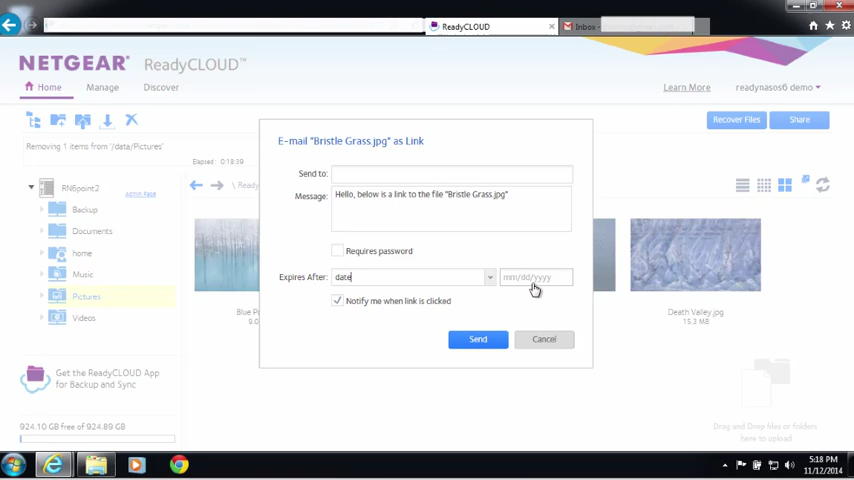 ReadyCLOUD
Inbox -
NETGEAR® ReadyCLOUD™
Home
Manage
Discover
Learn More
readynasos6 demo
Recover Files
Share
Removing 1 items from '/data/Pictures'
Elapsed : 0:18:39
RN6point2
Admin Page
\ Ready
Backup
Documents
home
Music
Pictures
Videos
E-mail "Bristle Grass.jpg" as Link
Send to:
Message:
Hello, below is a link to the file "Bristle Grass.jpg"
Requires password
Expires After:
date
mm/dd/yyyy
Notify me when link is clicked
Send
Cancel
Blue Po
Death Valley.jpg
15.3 MB
Get the ReadyCLOUD App
for Backup and Sync
924.10 GB free of 924.89 GB
Drag and Drop files or folders
here to upload
5:18 PM
11/12/2014